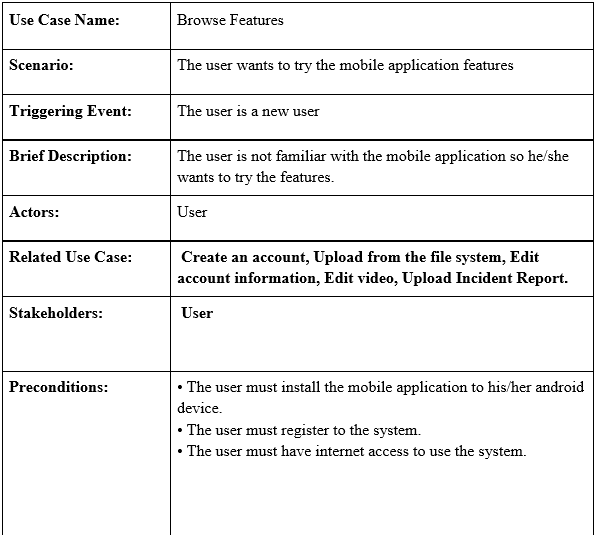 Use Case Name: Browse Features
Scenario: The user wants to try the mobile application features
Triggering Event: The user is a new user
Brief Description: The user is not familiar with the mobile application so he/she
wants to try the features.
Actors: User
Related Use Case: Create an account, Upload from the file system, Edit
account information, Edit video, Upload Incident Report.
Stakeholders: User
Preconditions: • The user must install the mobile application to his/her android
device.
• The user must register to the system.
• The user must have internet access to use the system.